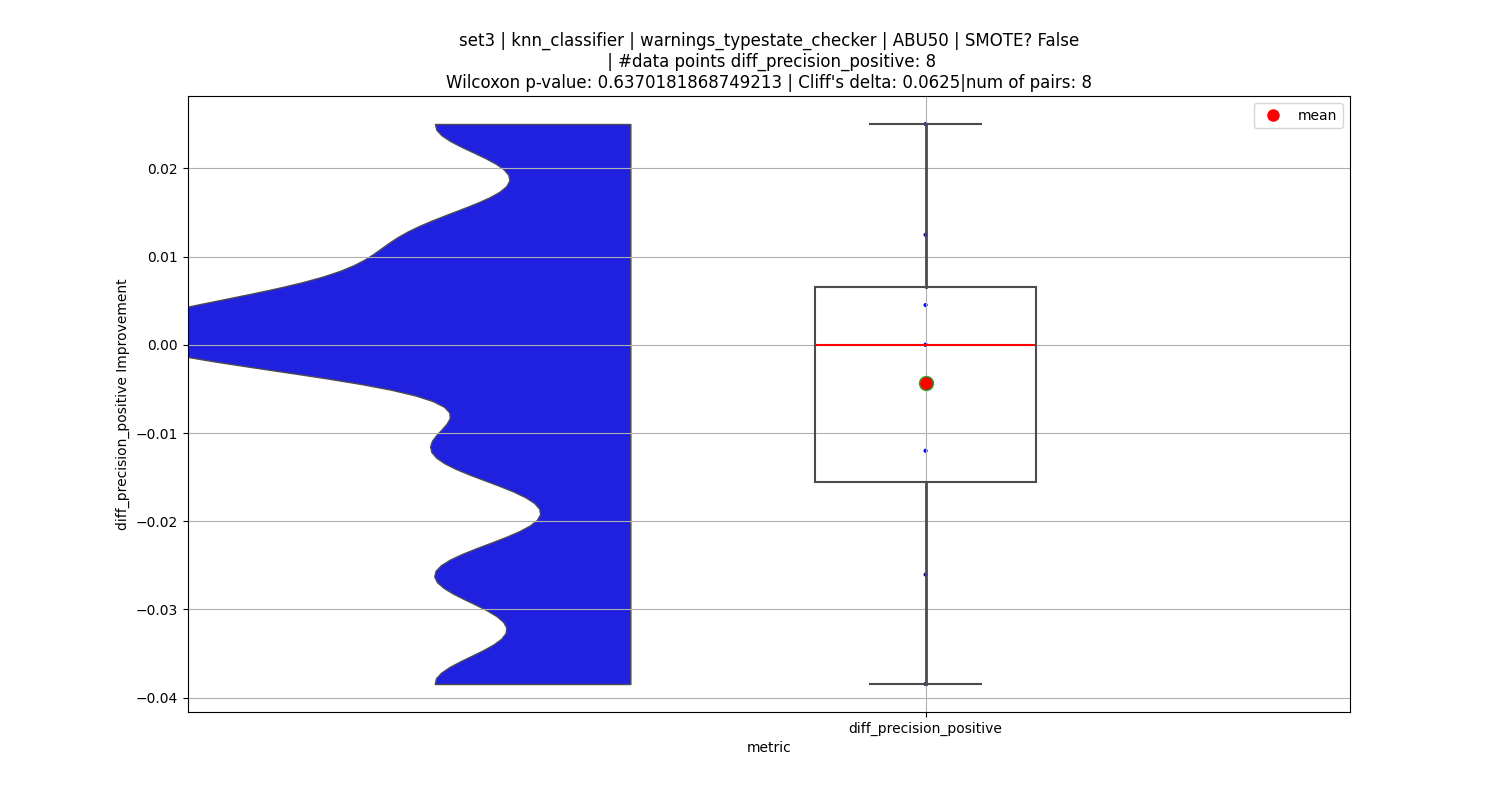 set3 | knn_classifier | warnings_typestate_checker | ABU50 | SMOTE? False
| #data points diff_precision_positive: 8
Wilcoxon p-value: 0.6370181868749213 | Cliff's delta: 0.0625|num of pairs: 8
mean
0.02
0.01
0.00
−0.01
−0.02
−0.03
−0.04
diff_precision_positive Improvement
diff_precision_positive
metric